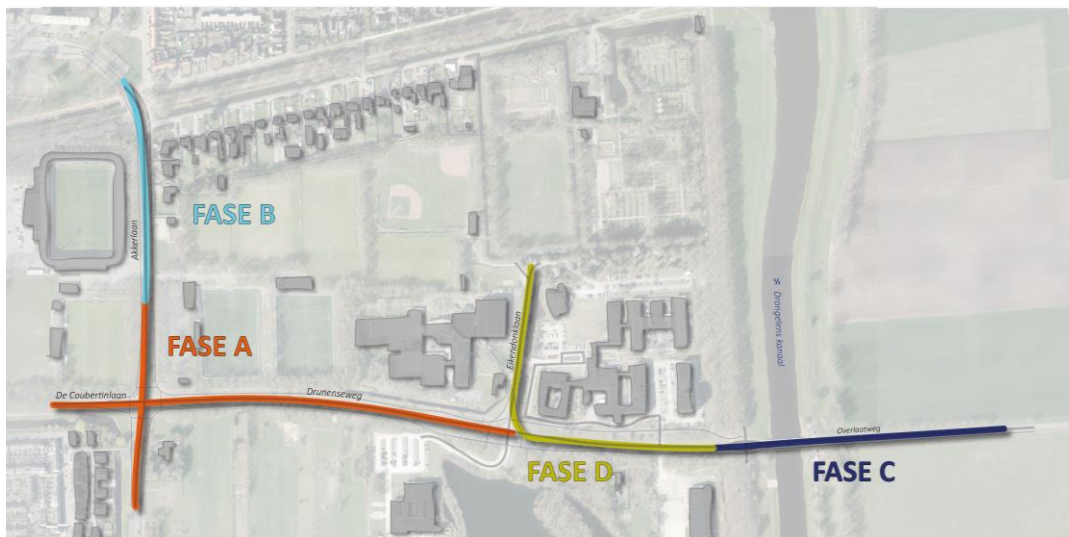 FASE B
Akkerlaan
Drongelens kanaal
Eikendonklaan
FASE A
De Coubertinlaan
Drunenseweg
Overlaatweg
FASE D
FASE C